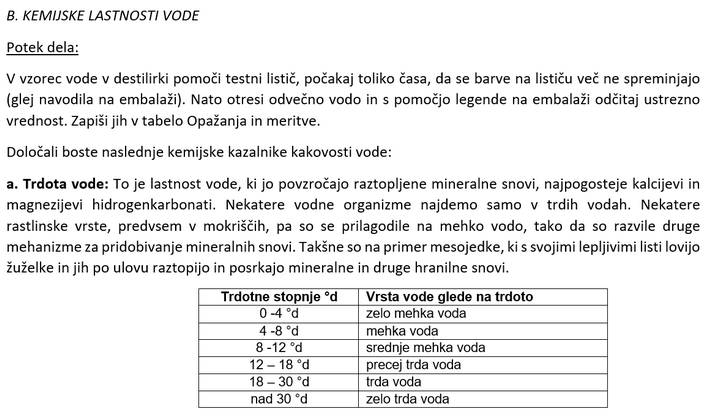 B. KEMIJSKE LASTNOSTI VODE
Potek dela:
V vzorec vode v destilirki pomoči testni listič, počakaj toliko časa, da se barve na lističu več ne spreminjajo
(glej navodila na embalaži). Nato otresi odvečno vodo in s pomočjo legende na embalaži odčitaj ustrezno
vrednost. Zapiši jih v tabelo Opažanja in meritve.
Določali boste naslednje kemijske kazalnike kakovosti vode:
a. Trdota vode: To je lastnost vode, ki jo povzročajo raztopljene mineralne snovi, najpogosteje kalcijevi in
magnezijevi hidrogenkarbonati. Nekatere vodne organizme najdemo samo v trdih vodah. Nekatere
rastlinske vrste, predvsem v mokriščih, pa so se prilagodile na mehko vodo, tako da so razvile druge
mehanizme za pridobivanje mineralnih snovi. Takšne so na primer mesojedke, ki s svojimi lepljivimi listi lovijo
žuželke in jih po ulovu raztopijo in posrkajo mineralne in druge hranilne snovi.
Trdotne stopnje °d Vrsta vode glede na trdoto
0 -4 °d zelo mehka voda
4 -8 °d mehka voda
8 -12 °d srednje mehka voda
12 – 18 °d precej trda voda
18 – 30 °d trda voda
nad 30 °d zelo trda voda